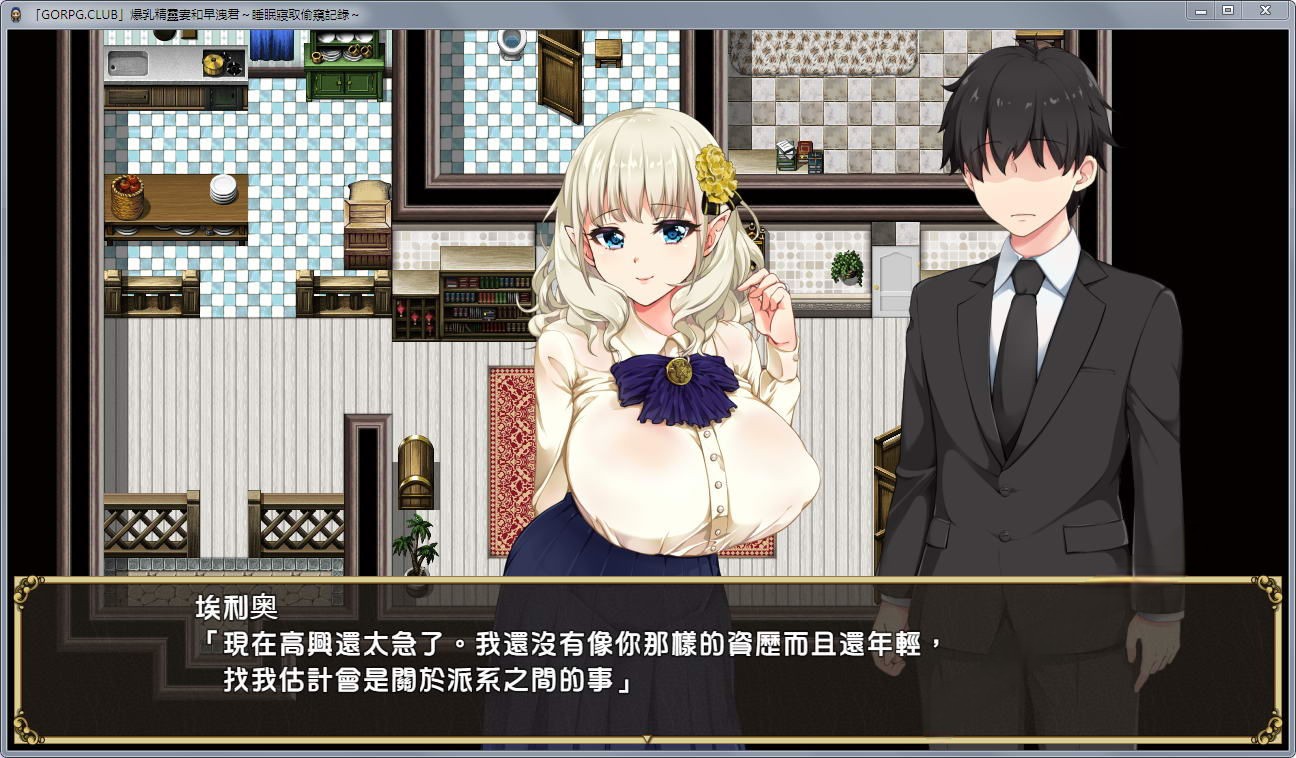 「GORPG.CLUB」爆乳精靈妻和早洩君～睡眠寢取偷窺記錄～
埃利奥
「現在高興還太急了。我還沒有像你那樣的資歷而且還年輕，
找我估計會是關於派系之間的事」